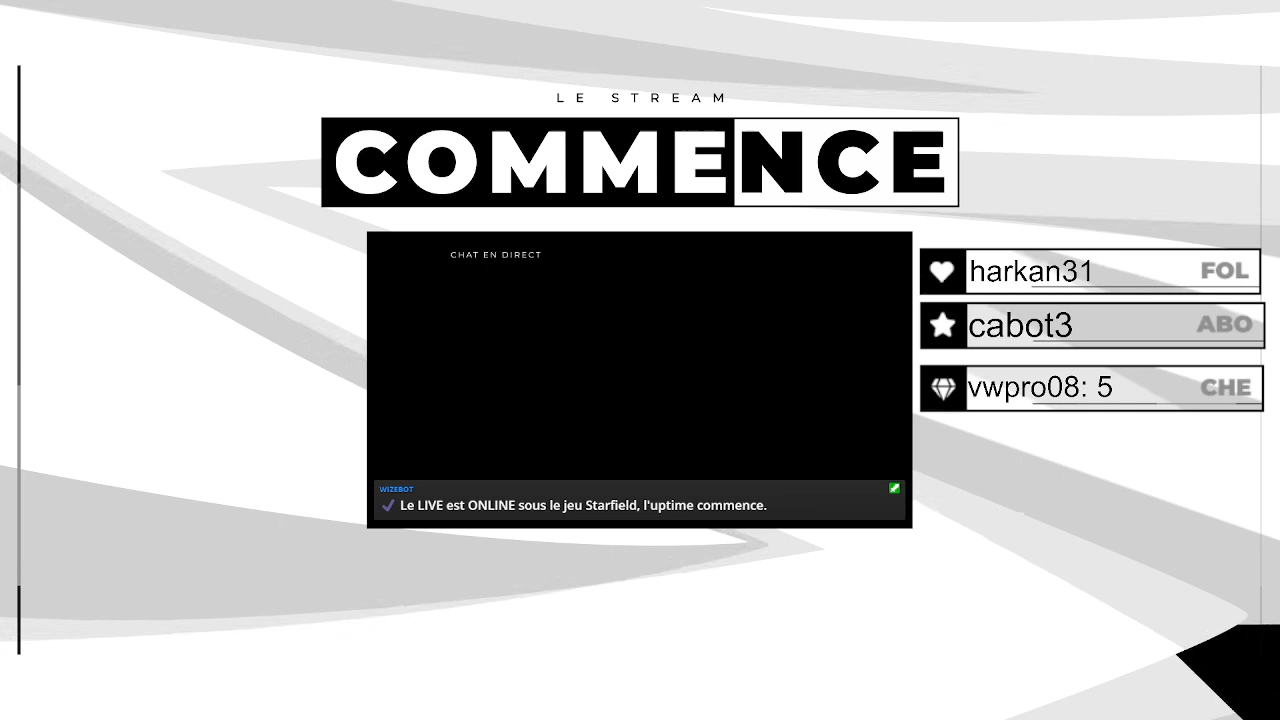 LE STREAM
COMMENCE
CHAT EN DIRECT
harkan31 FOL
cabot3 ABO
vwpro08: 5 CHE
WIZEBOT
Le LIVE est ONLINE sous le jeu Starfield, l'uptime commence.